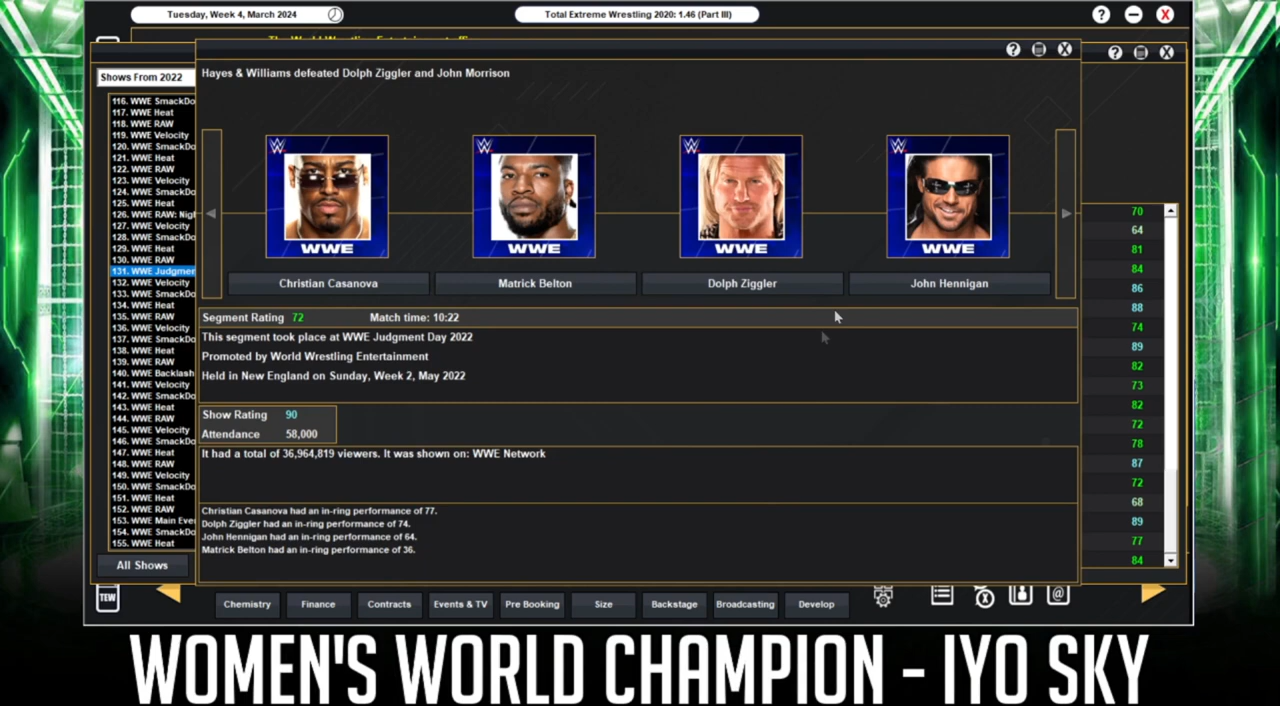 Tuesday, Week 4, March 2024
Total Extreme Wrestling 2020: 1.46 (Part III)
Shows From 2022
Hayes & Williams defeated Dolph Ziggler and John Morrison
116. WWE SmackDo
117. WWE Heat
118. WWE RAW
119. WWE Velocity
120. WWE SmackDo
121. WWE Heat
122. WWE RAW
123. WWE Velocity
124. WWE SmackDo
125. WWE Heat
126. WWE RAW: Nigl
127. WWE Velocity
128. WWE SmackDo
129. WWE Heat
130. WWE RAW
131. WWE Judgmer
132. WWE Velocity
133. WWE SmackDo
134. WWE Heat
135. WWE RAW
136. WWE Velocity
137. WWE SmackDo
138. WWE Heat
139. WWE RAW
140. WWE Backlash
141. WWE Velocity
142. WWE SmackDo
143. WWE Heat
144. WWE RAW
145. WWE Velocity
146. WWE SmackDo
147. WWE Heat
148. WWE RAW
149. WWE Velocity
150. WWE SmackDo
151. WWE Heat
152. WWE RAW
153. WWE Main Eve
154. WWE SmackDo
155. WWE Heat
All Shows
WWE WWE WWE WWE
Christian Casanova Matrick Belton Dolph Ziggler John Hennigan
Segment Rating 72 Match time: 10:22
This segment took place at WWE Judgment Day 2022
Promoted by World Wrestling Entertainment
Held in New England on Sunday, Week 2, May 2022
Show Rating 90
Attendance 58,000
It had a total of 36,964,819 viewers. It was shown on: WWE Network
Christian Casanova had an in-ring performance of 77.
Dolph Ziggler had an in-ring performance of 74.
John Hennigan had an in-ring performance of 64.
Matrick Belton had an in-ring performance of 36.
70
64
81
84
86
88
74
89
82
73
82
72
78
87
72
68
89
77
84
TEW
Chemistry Finance Contracts Events & TV Pre Booking Size Backstage Broadcasting Develop
WOMEN'S WORLD CHAMPION - IYO SKY